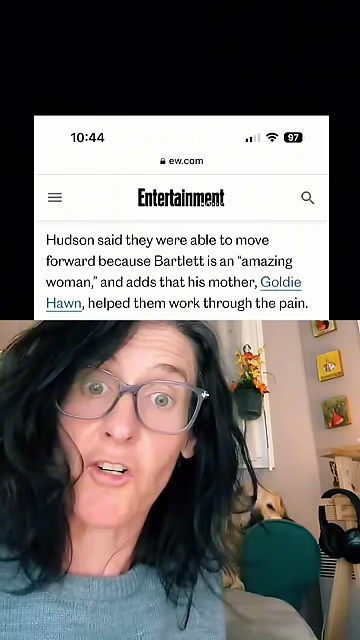 10:44
97
ew.com
Entertainment
Hudson said they were able to move
forward because Bartlett is an “amazing
woman,” and adds that his mother, Goldie
Hawn, helped them work through the pain.